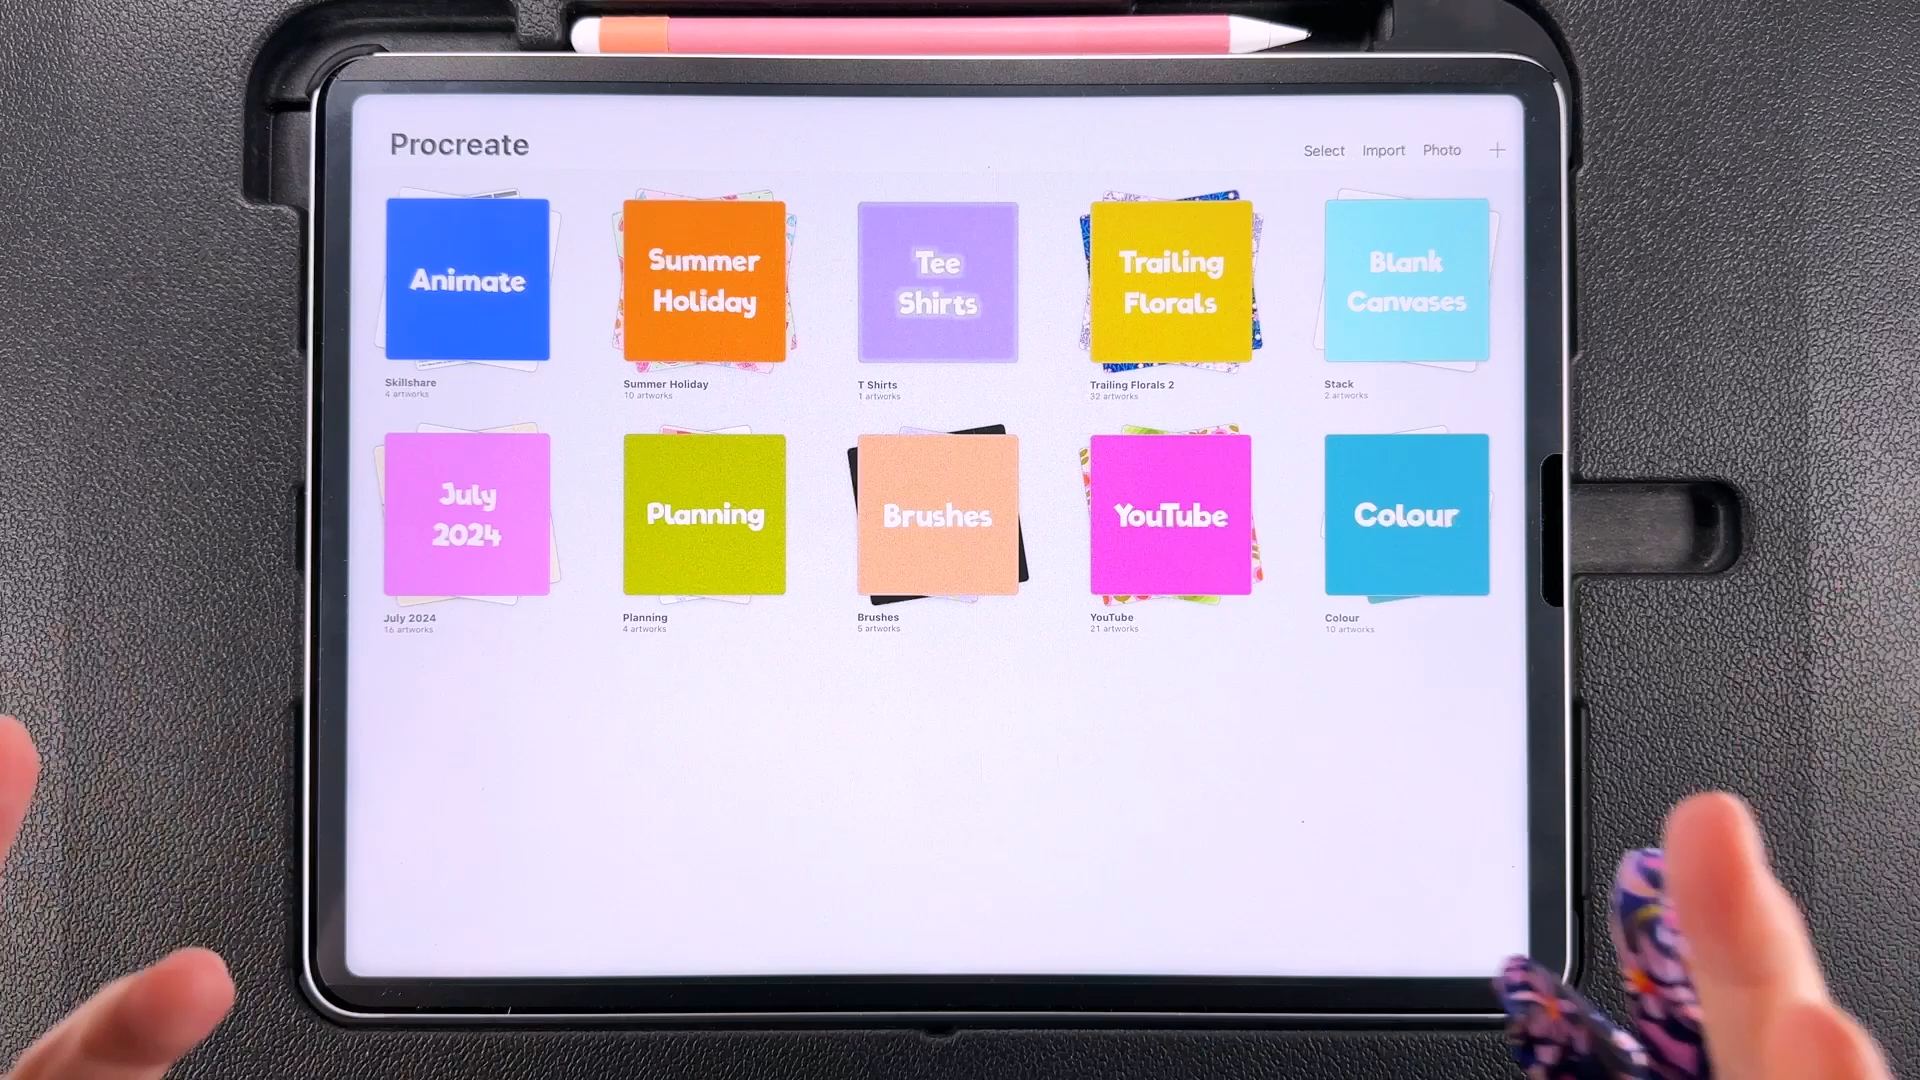 Procreate
Select Import Photo
Animate
Skillshare
4 artworks
Summer
Holiday
Summer Holiday
10 artworks
Tee
Shirts
T Shirts
1 artworks
Trailing
Florals
Trailing Florals 2
32 artworks
Blank
Canvases
Stack
2 artworks
July
2024
July 2024
16 artworks
Planning
Planning
4 artworks
Brushes
Brushes
5 artworks
YouTube
YouTube
21 artworks
Colour
Colour
10 artworks